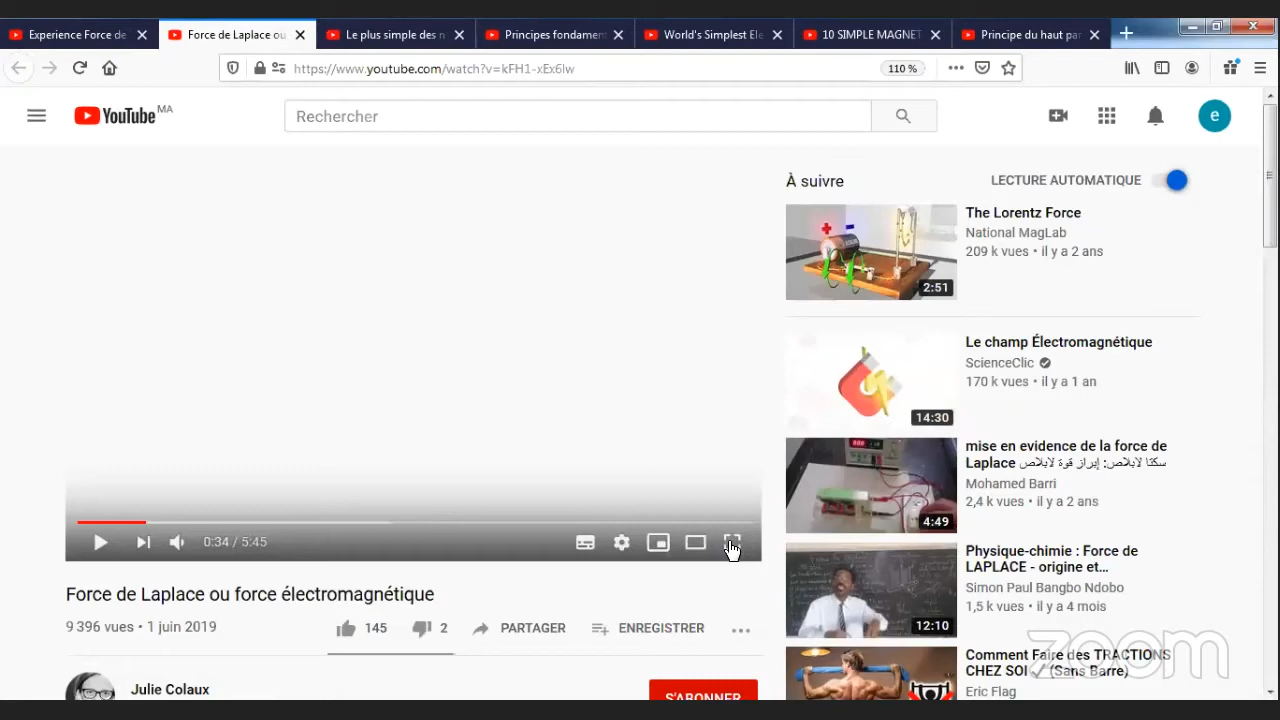 Experience Force de
Force de Laplace ou
Le plus simple des n
Principes fondament
World's Simplest Ele
10 SIMPLE MAGNET
Principe du haut par
https://www.youtube.com/watch?v=kFH1-xEx6lw
110 %
YouTube MA
Rechercher
e
À suivre
LECTURE AUTOMATIQUE
The Lorentz Force
National MagLab
209 k vues • il y a 2 ans
2:51
Le champ Électromagnétique
ScienceClic
170 k vues • il y a 1 an
14:30
mise en evidence de la force de
Laplace سكتا لابلاص: إبراز قوة لابلاص
Mohamed Barri
2,4 k vues • il y a 2 ans
4:49
Physique-chimie : Force de
LAPLACE - origine et…
Simon Paul Bangbo Ndobo
1,5 k vues • il y a 4 mois
12:10
Comment Faire des TRACTIONS
CHEZ SOI ✓ (Sans Barre)
Eric Flag
0:34 / 5:45
Force de Laplace ou force électromagnétique
9 396 vues • 1 juin 2019
145
2
PARTAGER
ENREGISTRER
Julie Colaux
S'ABONNER
zoom